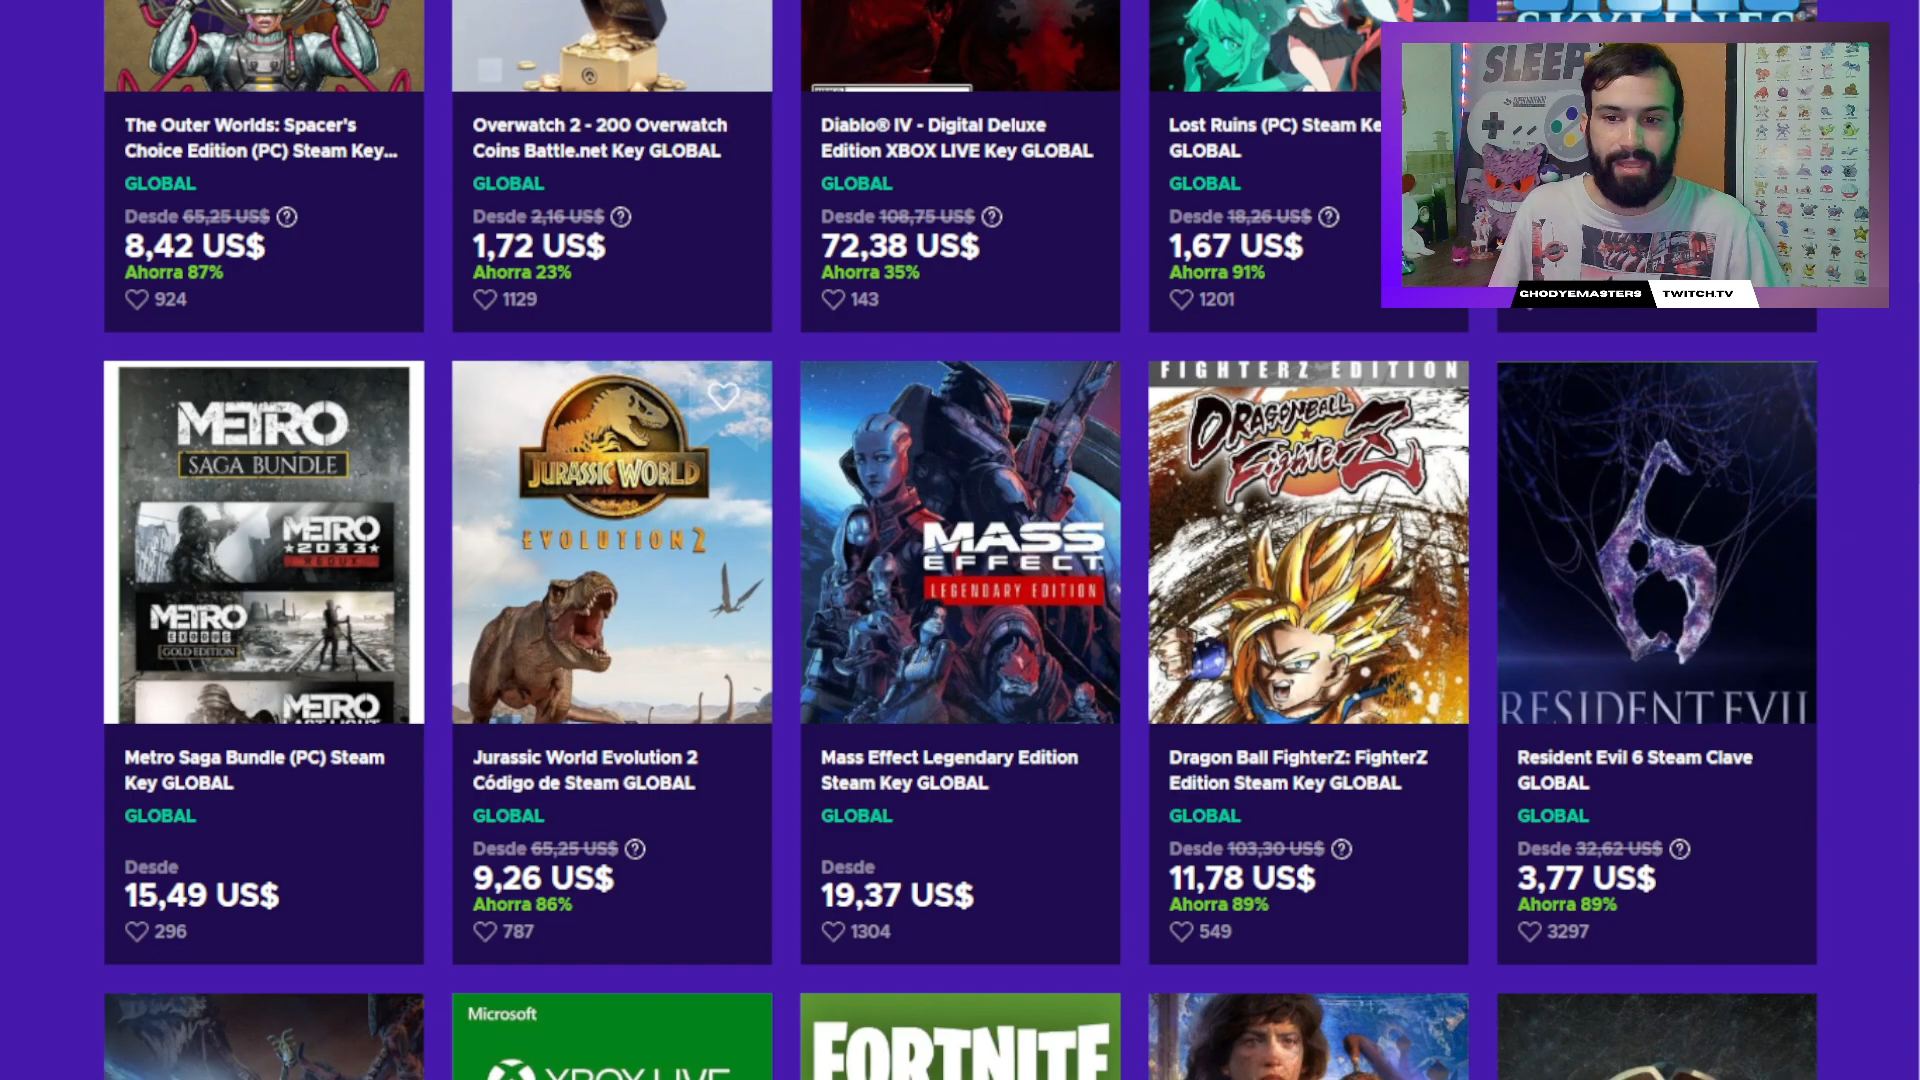 SKYLINES
SLEEP
The Outer Worlds: Spacer's
Choice Edition (PC) Steam Key...
GLOBAL
Desde 65,25 US$
8,42 US$
Ahorra 87%
924
Overwatch 2 - 200 Overwatch
Coins Battle.net Key GLOBAL
GLOBAL
Desde 2,16 US$
1,72 US$
Ahorra 23%
1129
Diablo® IV - Digital Deluxe
Edition XBOX LIVE Key GLOBAL
GLOBAL
Desde 108,75 US$
72,38 US$
Ahorra 35%
143
Lost Ruins (PC) Steam Ke
GLOBAL
GLOBAL
Desde 18,26 US$
1,67 US$
Ahorra 91%
1201
GHODYEMASTERS TWITCH.TV
METRO
SAGA BUNDLE
METRO
2033
REDUX
METRO
EXODUS
GOLD EDITION
METRO
LAST LIGHT
JURASSIC WORLD
EVOLUTION 2
MASS
EFFECT
LEGENDARY EDITION
FIGHTERZ EDITION
DRAGONBALL
FighterZ
RESIDENT EVIL
Metro Saga Bundle (PC) Steam
Key GLOBAL
GLOBAL
Desde
15,49 US$
296
Jurassic World Evolution 2
Código de Steam GLOBAL
GLOBAL
Desde 65,25 US$
9,26 US$
Ahorra 86%
787
Mass Effect Legendary Edition
Steam Key GLOBAL
GLOBAL
Desde
19,37 US$
1304
Dragon Ball FighterZ: FighterZ
Edition Steam Key GLOBAL
GLOBAL
Desde 103,30 US$
11,78 US$
Ahorra 89%
549
Resident Evil 6 Steam Clave
GLOBAL
GLOBAL
Desde 32,62 US$
3,77 US$
Ahorra 89%
3297
Microsoft
XBOX LIVE
FORTNITE